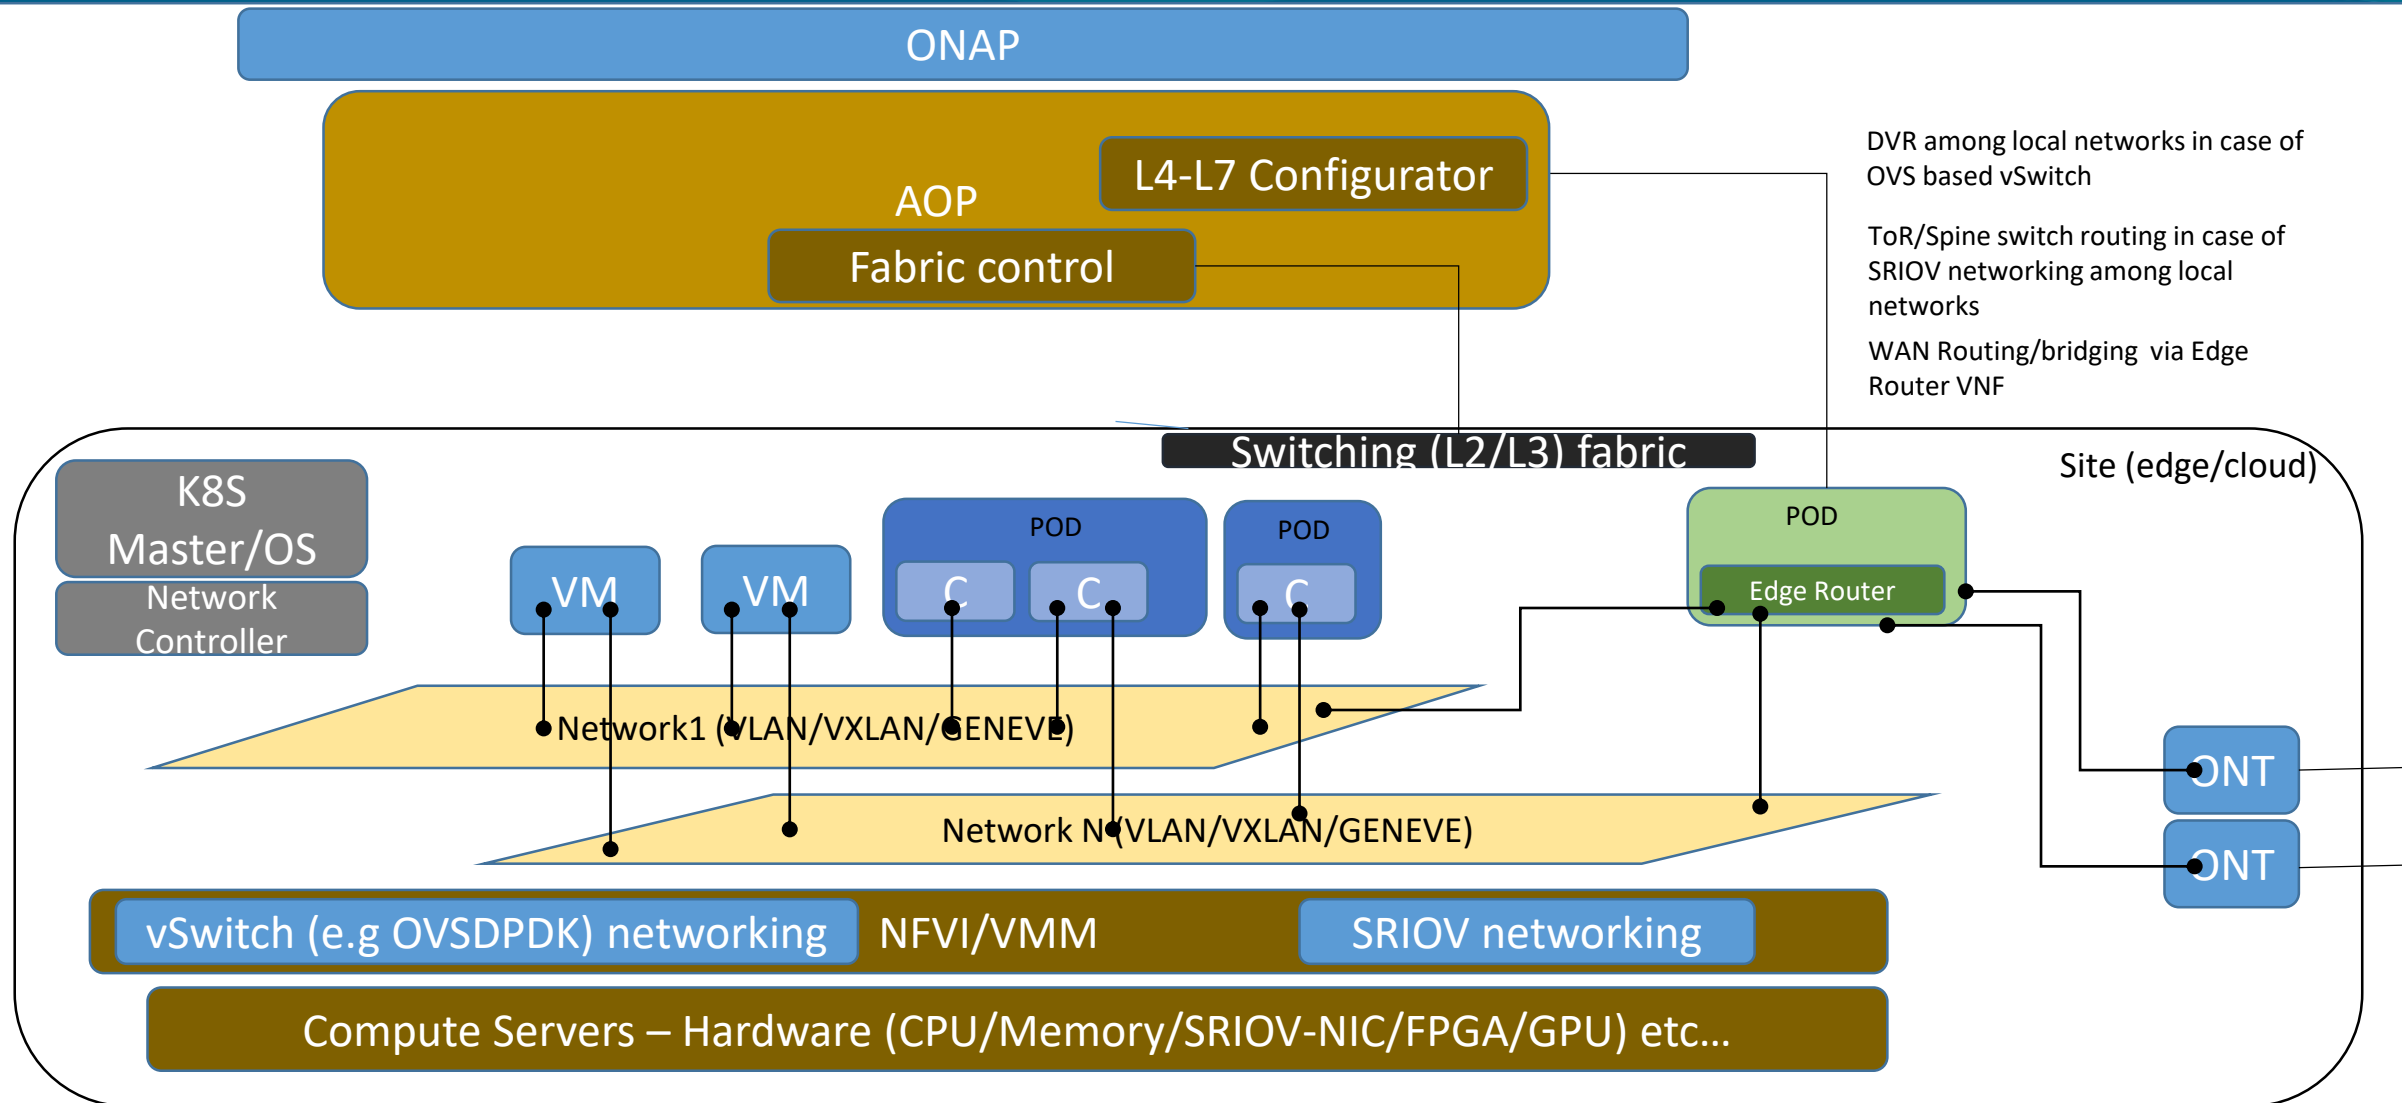 ONAP
L4-L7 Configurator
AOP
Fabric control
DVR among local networks in case of
OVS based vSwitch
ToR/Spine switch routing in case of
SRIOV networking among local
networks
WAN Routing/bridging via Edge
Router VNF
Switching (L2/L3) fabric
Site (edge/cloud)
K8S
Master/OS
Network
Controller
VM
VM
POD
C
C
POD
C
POD
Edge Router
Network1 (VLAN/VXLAN/GENEVE)
Network N (VLAN/VXLAN/GENEVE)
ONT
ONT
vSwitch (e.g OVSDPDK) networking
NFVI/VMM
SRIOV networking
Compute Servers – Hardware (CPU/Memory/SRIOV-NIC/FPGA/GPU) etc...